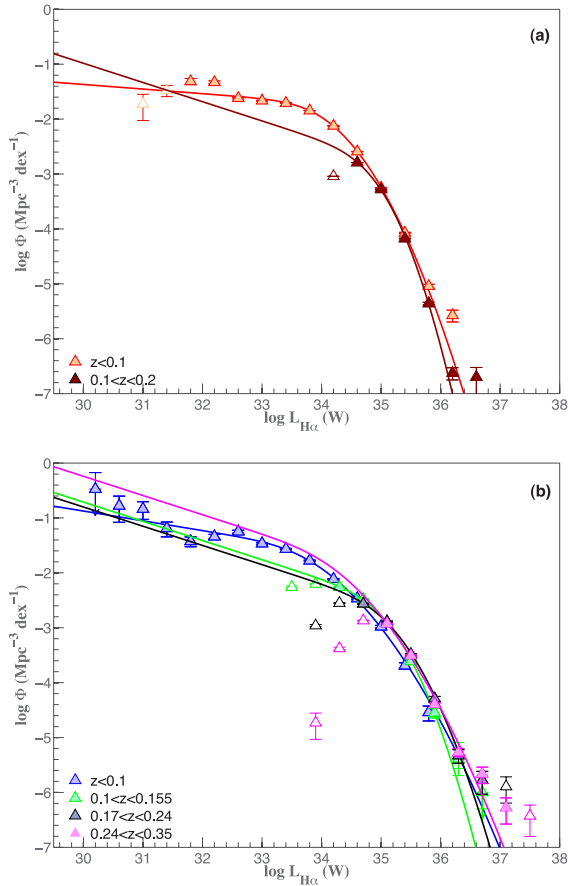 (a)
0
-1
-2
-3
-4
-5
-6
-7
log Φ (Mpc⁻³ dex⁻¹)
z<0.1
0.1<z<0.2
30 31 32 33 34 35 36 37 38
log L_Hα (W)
(b)
0
-1
-2
-3
-4
-5
-6
-7
log Φ (Mpc⁻³ dex⁻¹)
z<0.1
0.1<z<0.155
0.17<z<0.24
0.24<z<0.35
30 31 32 33 34 35 36 37 38
log L_Hα (W)